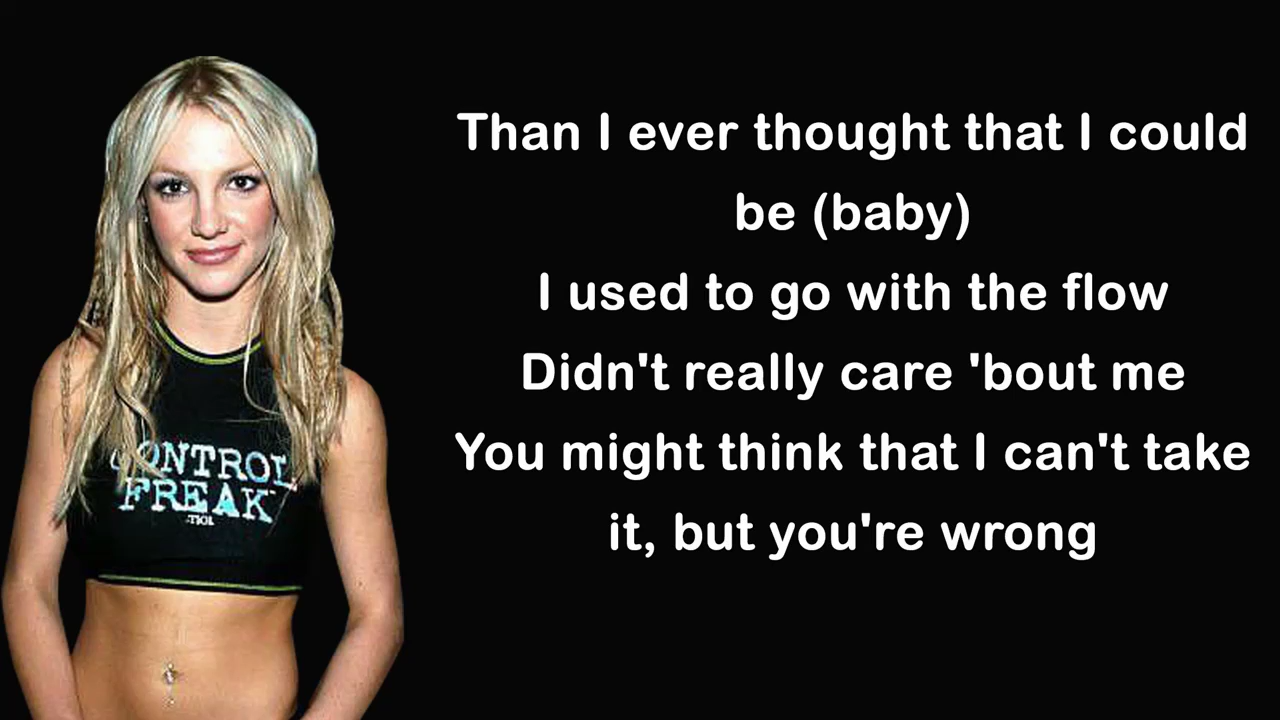 Than I ever thought that I could
be (baby)
I used to go with the flow
Didn't really care 'bout me
You might think that I can't take
it, but you're wrong
CONTROL
FREAK